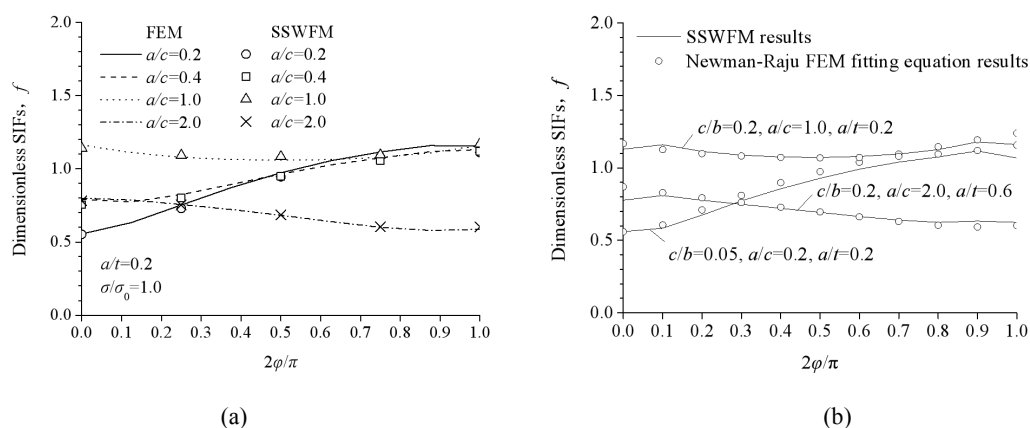 FEM SSWFM
a/c=0.2 a/c=0.2
a/c=0.4 a/c=0.4
a/c=1.0 a/c=1.0
a/c=2.0 a/c=2.0
a/t=0.2
σ/σ0=1.0
Dimensionless SIFs, f
2.0
1.5
1.0
0.5
0.0
0.0 0.1 0.2 0.3 0.4 0.5 0.6 0.7 0.8 0.9 1.0
2φ/π
(a)
SSWFM results
Newman-Raju FEM fitting equation results
c/b=0.2, a/c=1.0, a/t=0.2
c/b=0.2, a/c=2.0, a/t=0.6
c/b=0.05, a/c=0.2, a/t=0.2
Dimensionless SIFs, f
2.0
1.5
1.0
0.5
0.0
0.0 0.1 0.2 0.3 0.4 0.5 0.6 0.7 0.8 0.9 1.0
2φ/π
(b)